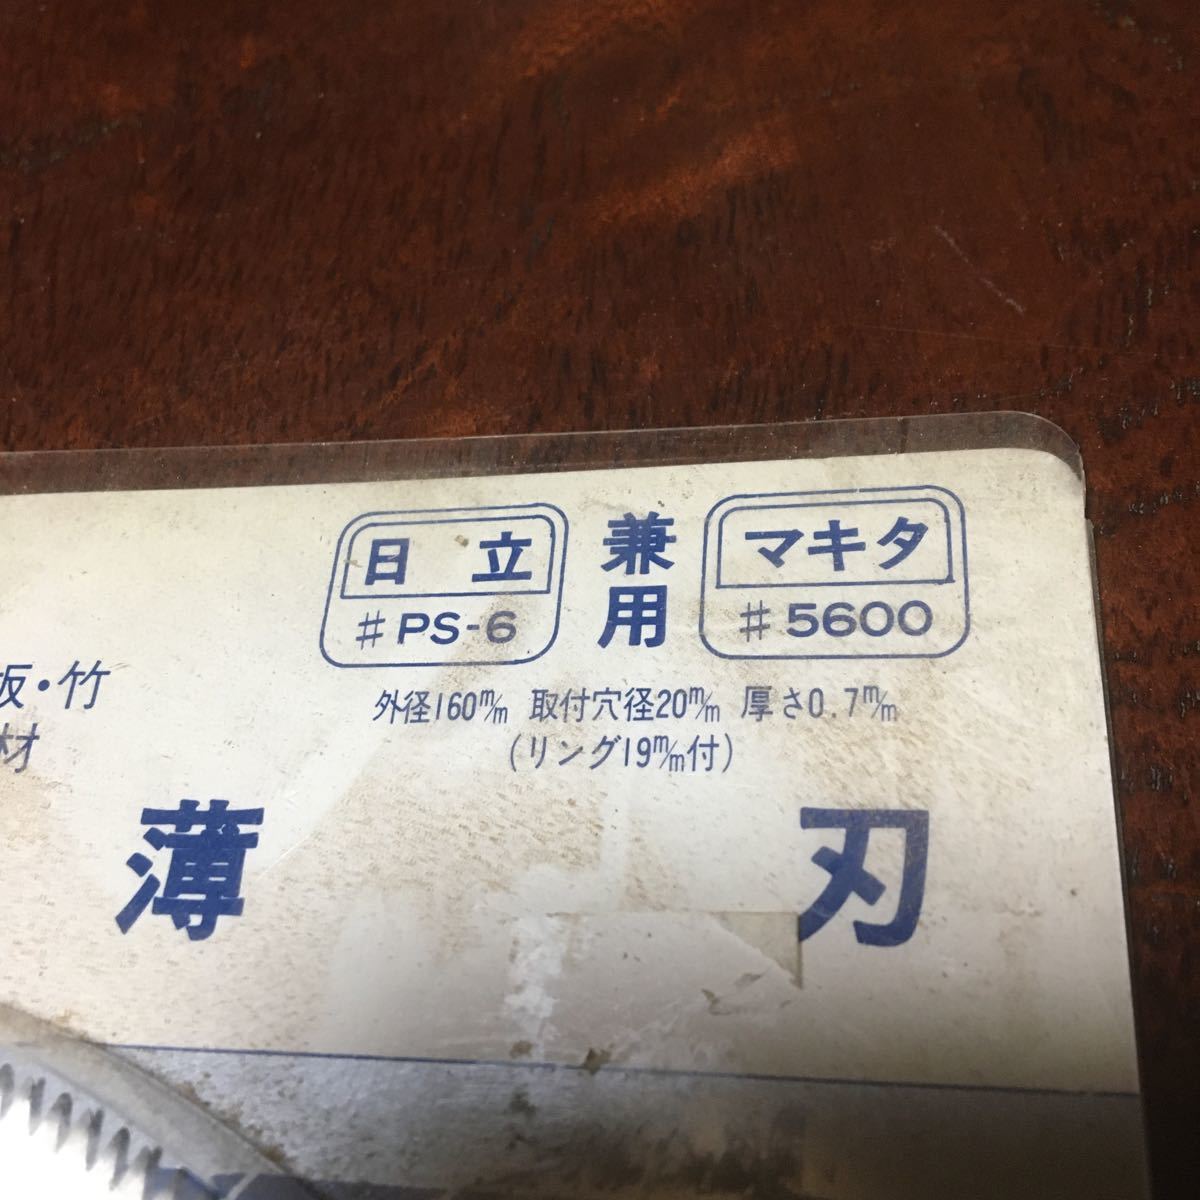 日立 兼用 マキタ
#PS-6 #5600
外径160m/m 取付穴径20m/m 厚さ0.7m/m
(リング19m/m付)
板・竹
材
薄刃